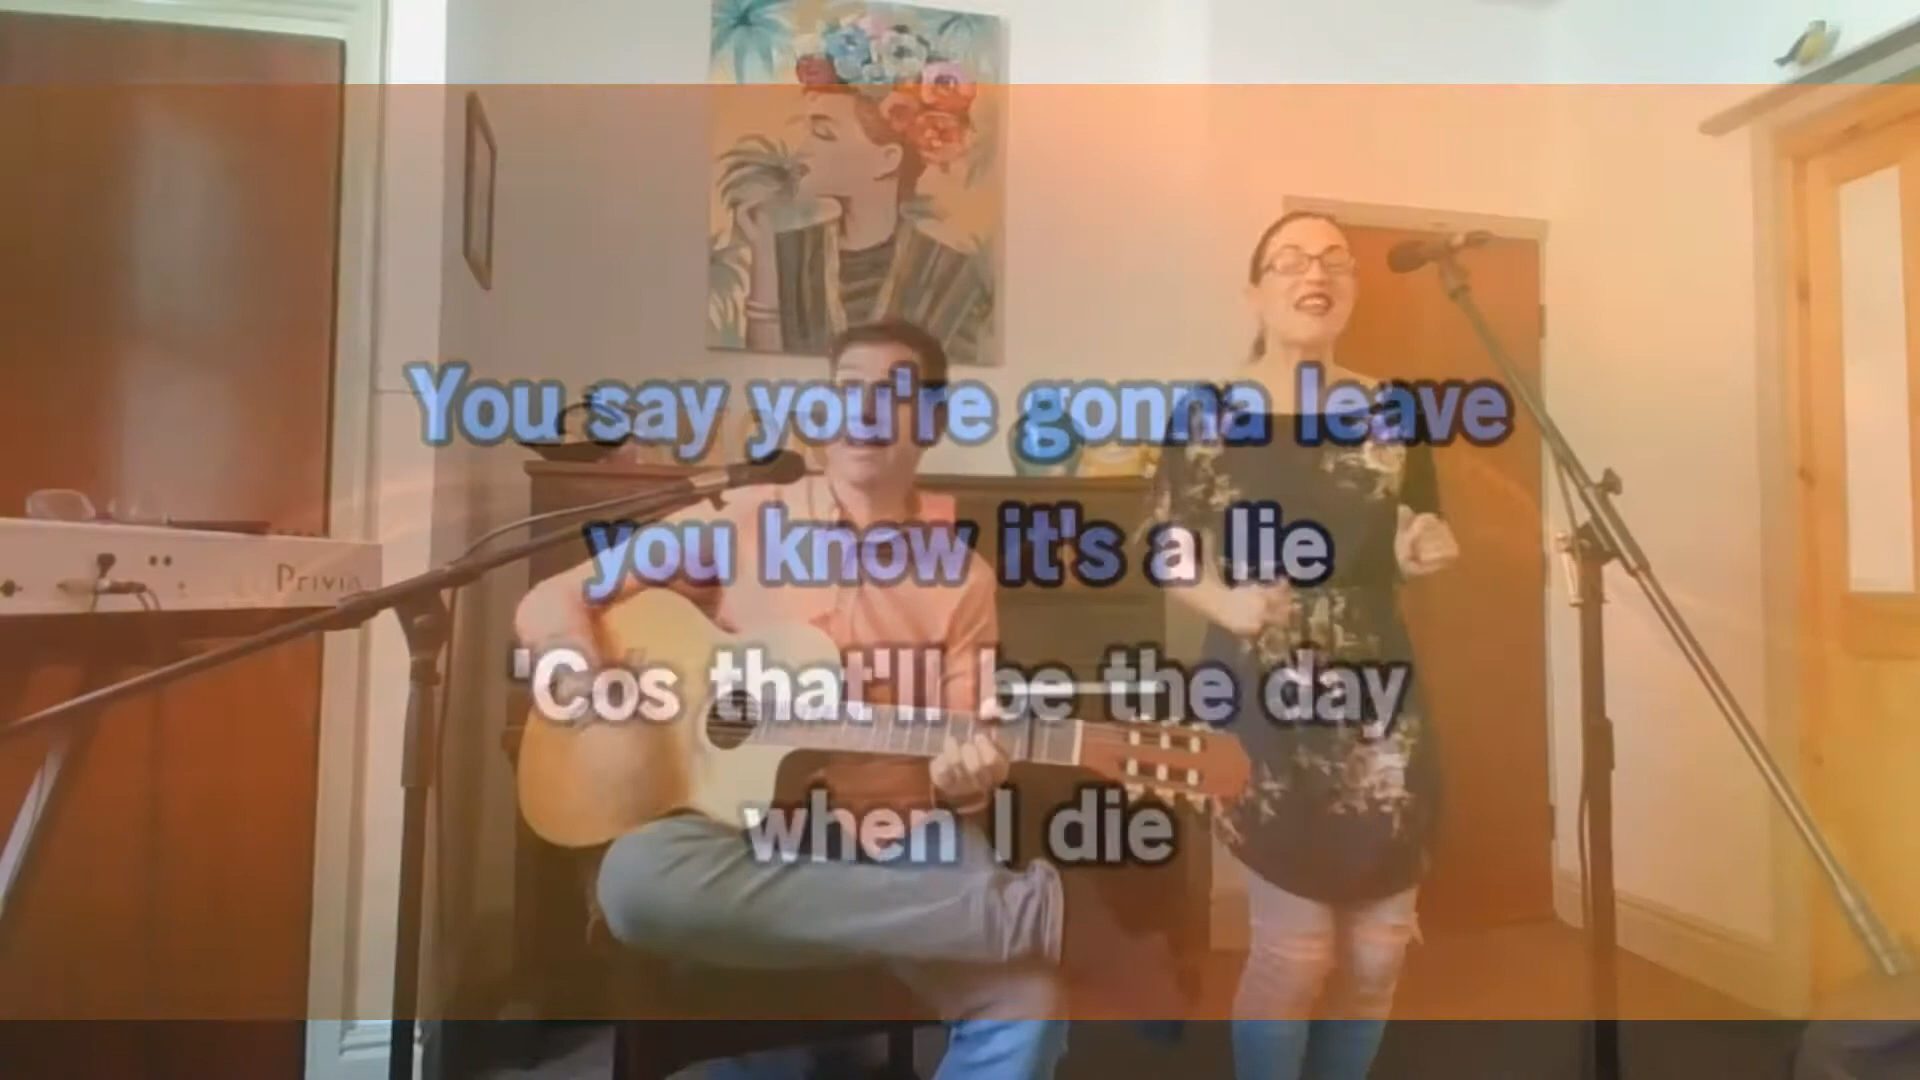 You say you're gonna leave
you know it's a lie
'Cos that'll be the day
when I die
Privia